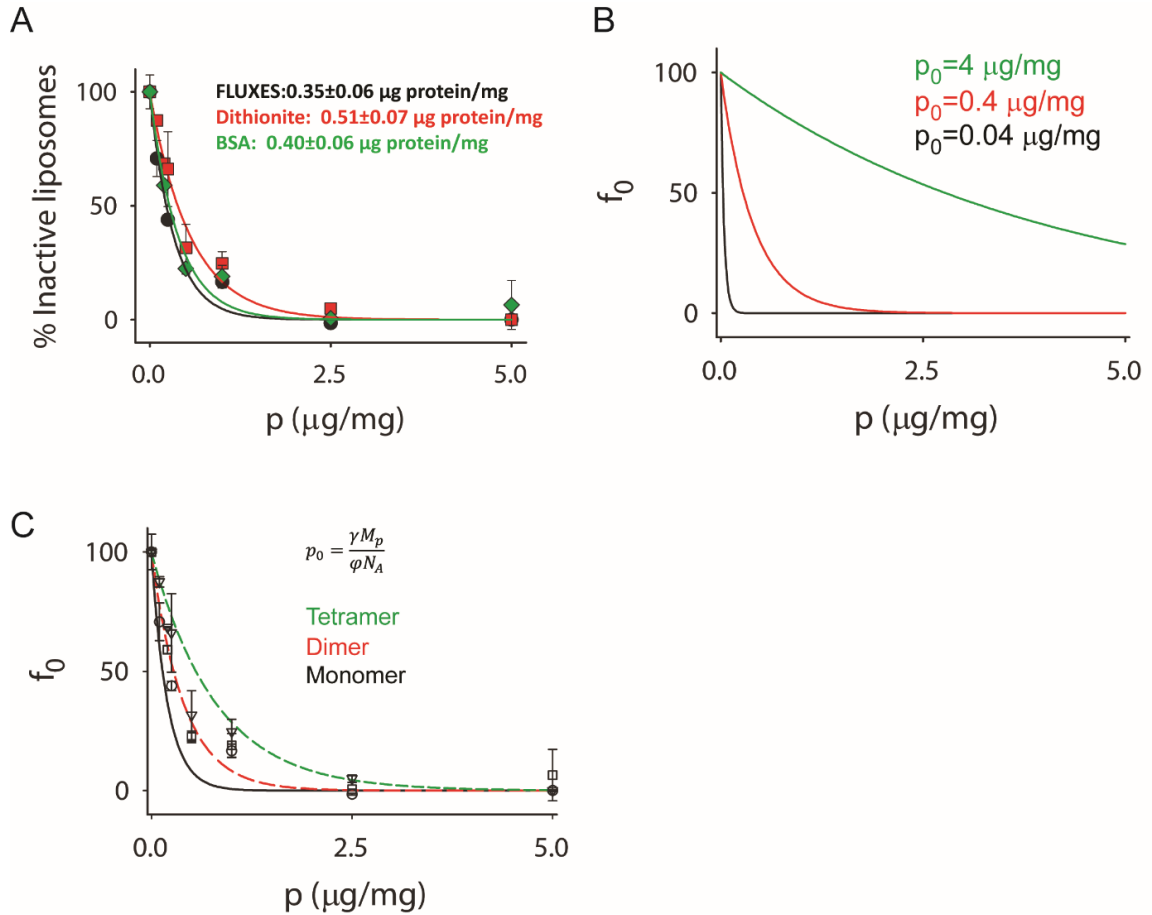 A
% Inactive liposomes
100
50
0
FLUXES:0.35±0.06 µg protein/mg
Dithionite: 0.51±0.07 µg protein/mg
BSA: 0.40±0.06 µg protein/mg
0.0 2.5 5.0
p (µg/mg)
B
f0
100
50
0
p0=4 µg/mg
p0=0.4 µg/mg
p0=0.04 µg/mg
0.0 2.5 5.0
p (µg/mg)
C
f0
100
50
0
p0 = γMp / φNA
Tetramer
Dimer
Monomer
0.0 2.5 5.0
p (µg/mg)